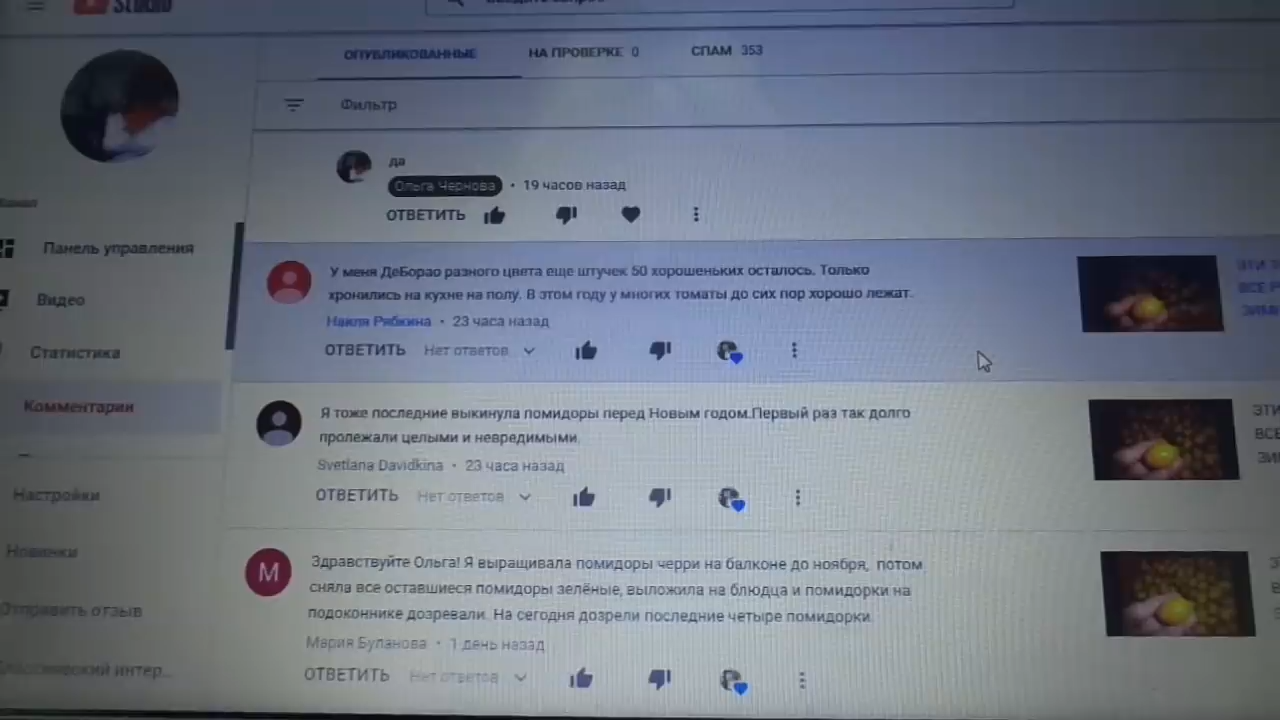 STUDIO
ОПУБЛИКОВАННЫЕ
НА ПРОВЕРКЕ 0
СПАМ 353
Фильтр
да
Ольга Чернова • 19 часов назад
ОТВЕТИТЬ
Панель управления
Видео
Статистика
Комментарии
Настройки
Новинки
Отправить отзыв
У меня ДеБорао разного цвета еще штучек 50 хорошеньких осталось. Только
хронились на кухне на полу. В этом году у многих томаты до сих пор хорошо лежат.
Наиля Рябкина • 23 часа назад
ОТВЕТИТЬ Нет ответов
Я тоже последние выкинула помидоры перед Новым годом.Первый раз так долго
пролежали целыми и невредимыми.
Svetlana Davidkina • 23 часа назад
ОТВЕТИТЬ Нет ответов
М
Здравствуйте Ольга! Я выращивала помидоры черри на балконе до ноября, потом
сняла все оставшиеся помидоры зелёные, выложила на блюдца и помидорки на
подоконнике дозревали. На сегодня дозрели последние четыре помидорки.
Мария Буланова • 1 день назад
ОТВЕТИТЬ Нет ответов